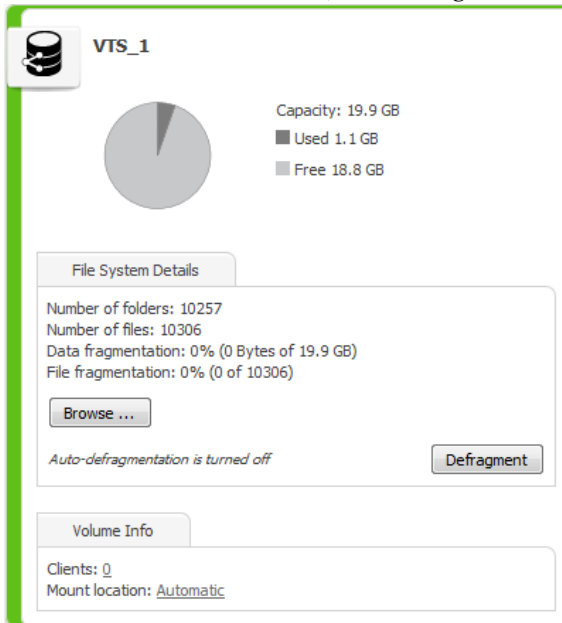 VTS_1
Capacity: 19.9 GB
Used 1.1 GB
Free 18.8 GB
File System Details
Number of folders: 10257
Number of files: 10306
Data fragmentation: 0% (0 Bytes of 19.9 GB)
File fragmentation: 0% (0 of 10306)
Browse ...
Auto-defragmentation is turned off
Defragment
Volume Info
Clients: 0
Mount location: Automatic